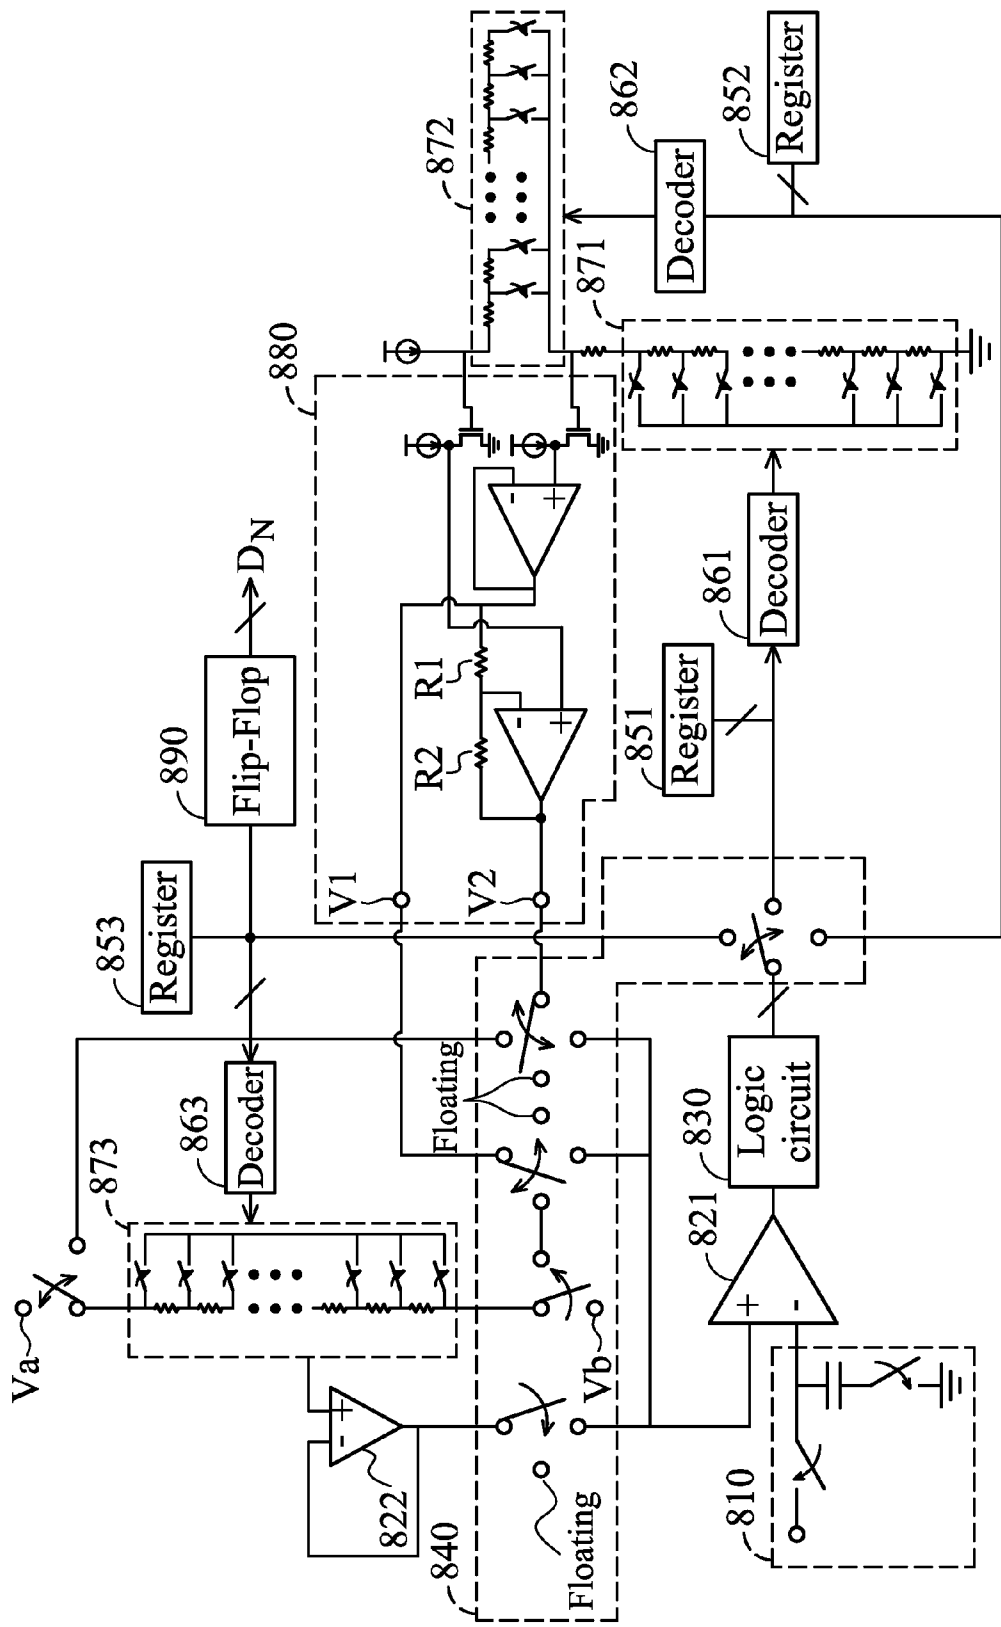 Va
873
863
Decoder
853
Register
890
Flip-Flop
D_N
822
840
Floating
Vb
Floating
V1
V2
R2
R1
880
872
862
Decoder
852
Register
871
810
821
830
Logic
circuit
851
Register
861
Decoder
+
-
+
-
-
+
-
+